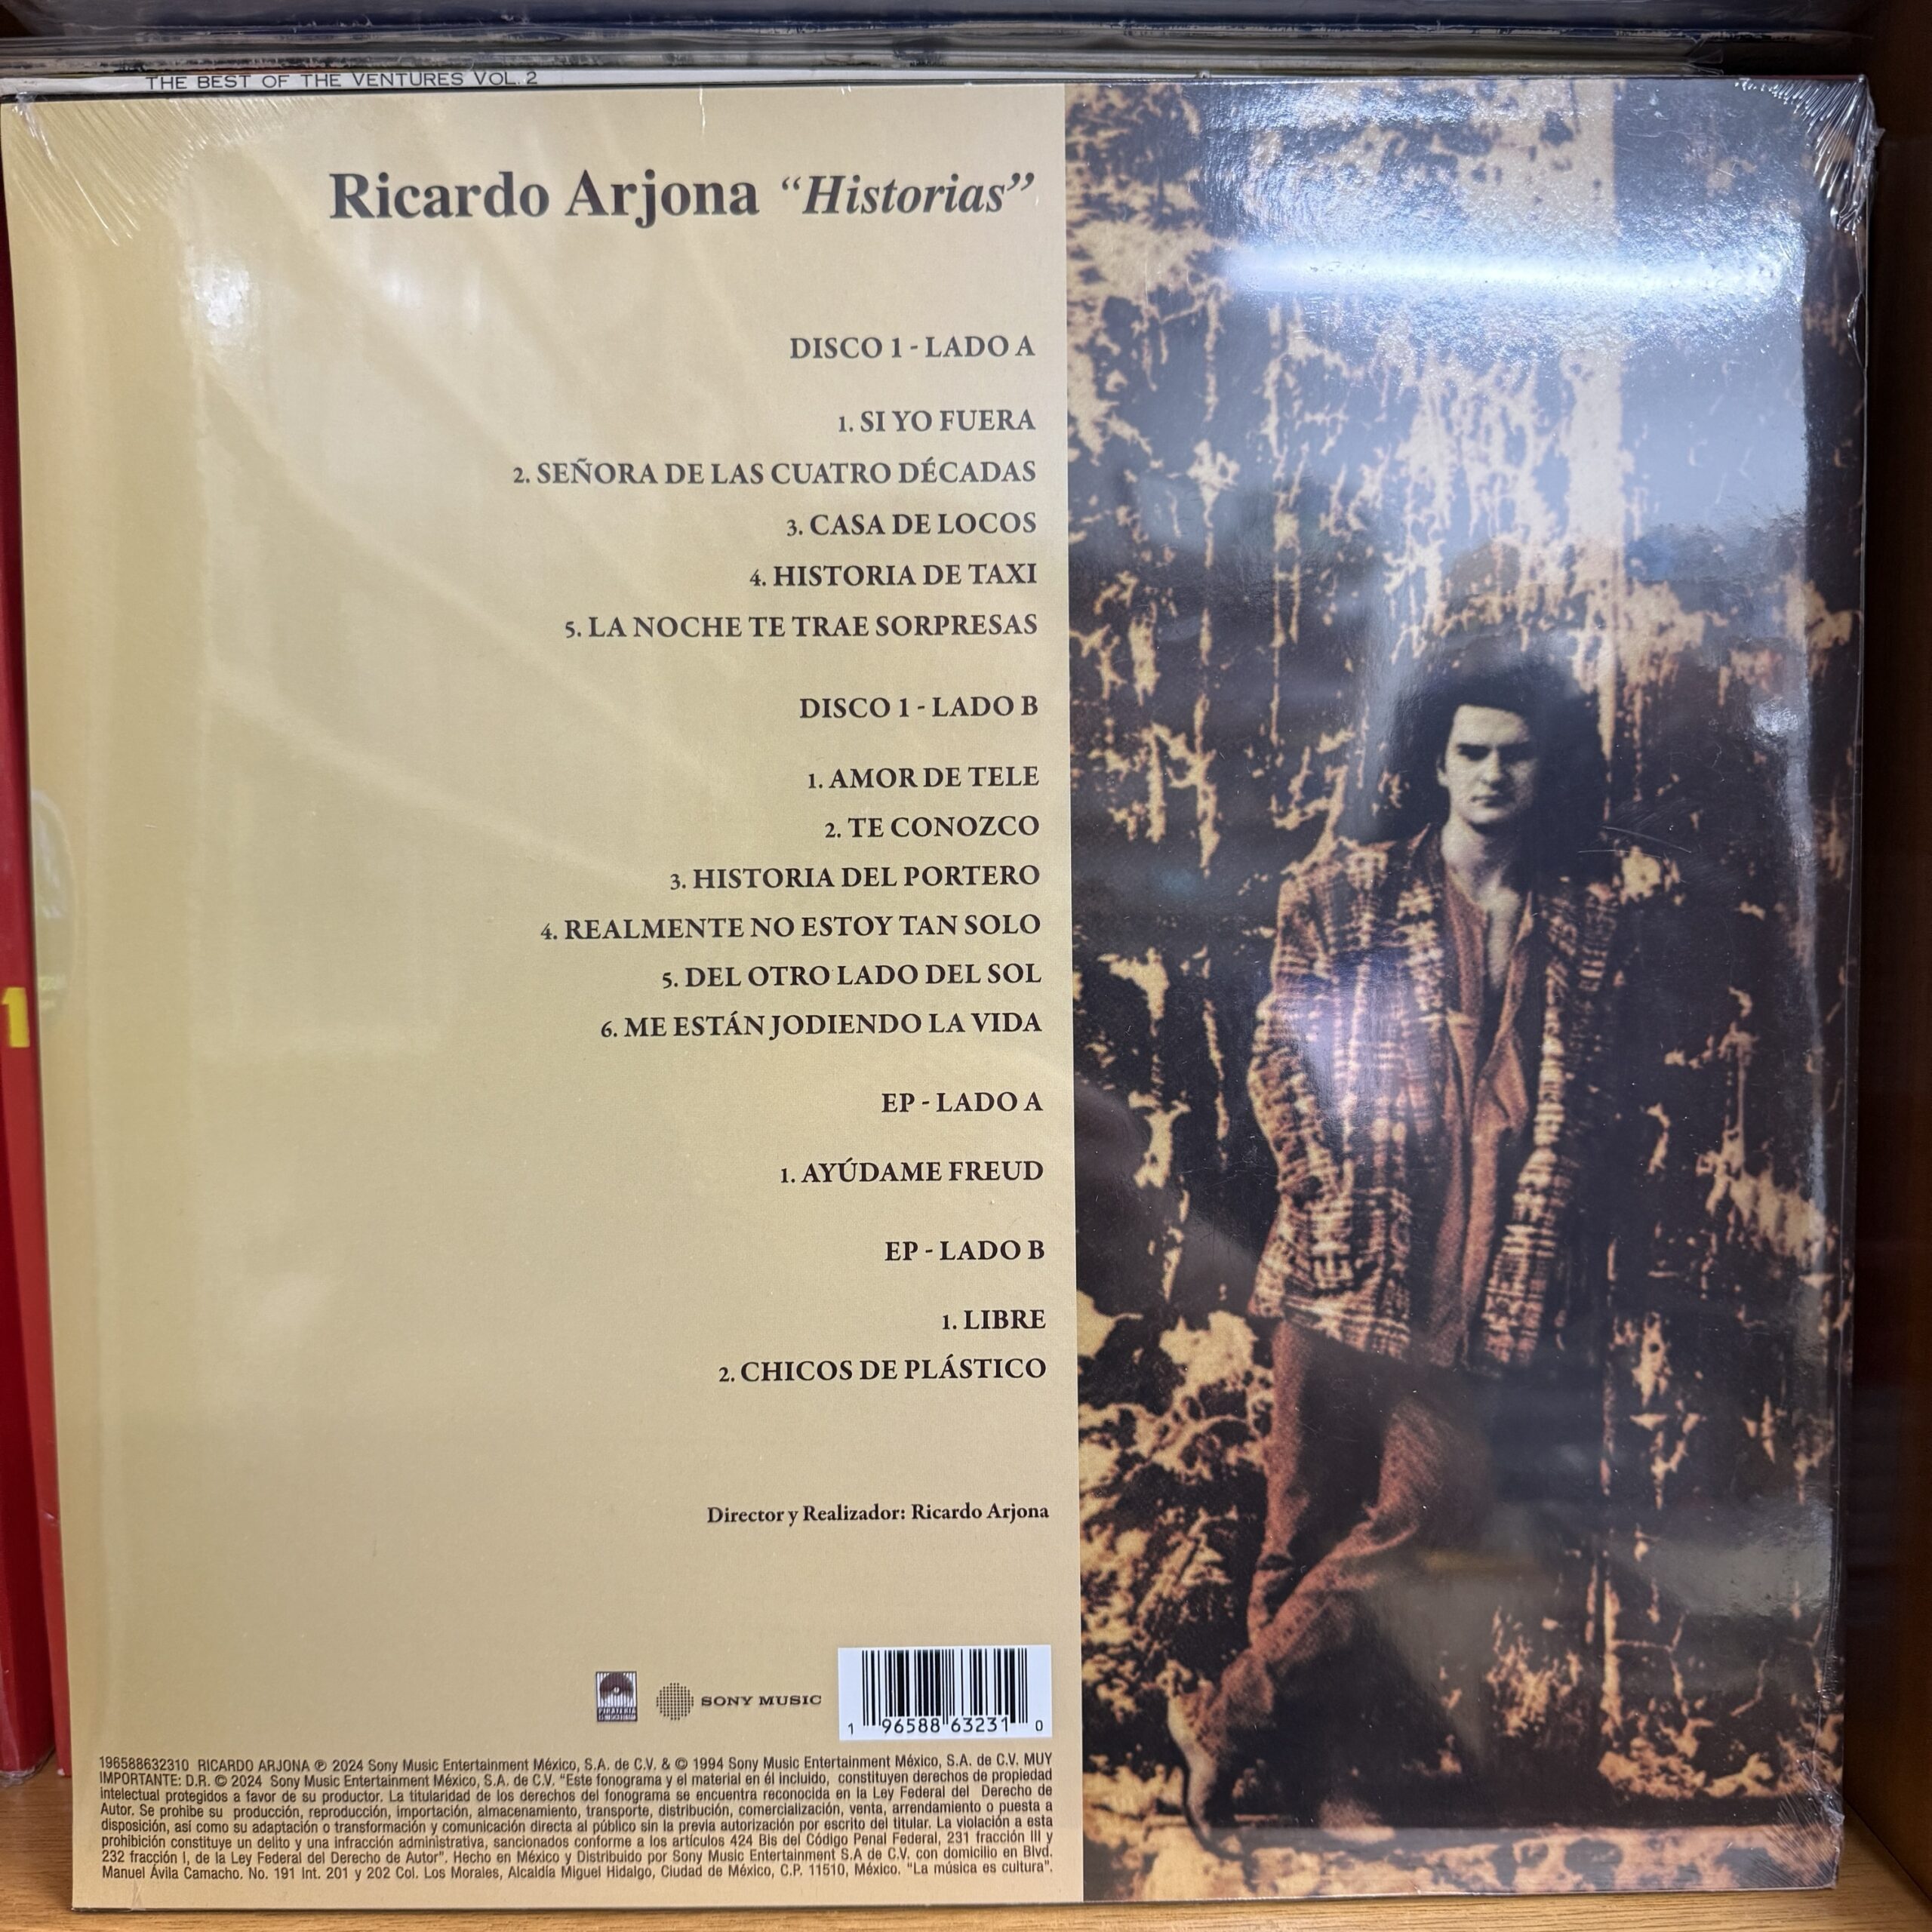 THE BEST OF THE VENTURES VOL. 2
Ricardo Arjona “Historias”
DISCO 1 - LADO A
1. SI YO FUERA
2. SEÑORA DE LAS CUATRO DÉCADAS
3. CASA DE LOCOS
4. HISTORIA DE TAXI
5. LA NOCHE TE TRAE SORPRESAS
DISCO 1 - LADO B
1. AMOR DE TELE
2. TE CONOZCO
3. HISTORIA DEL PORTERO
4. REALMENTE NO ESTOY TAN SOLO
5. DEL OTRO LADO DEL SOL
6. ME ESTÁN JODIENDO LA VIDA
EP - LADO A
1. AYÚDAME FREUD
EP - LADO B
1. LIBRE
2. CHICOS DE PLÁSTICO
Director y Realizador: Ricardo Arjona
SONY MUSIC
1 96588 63231 0
196588632310 RICARDO ARJONA ℗ 2024 Sony Music Entertainment México, S.A. de C.V. & © 1994 Sony Music Entertainment México, S.A. de C.V. MUY
IMPORTANTE: D.R. © 2024 Sony Music Entertainment México, S.A. de C.V. “Este fonograma y el material en él incluido, constituyen derechos de propiedad
intelectual protegidos a favor de su productor. La titularidad de los derechos del fonograma se encuentra reconocida en la Ley Federal del Derecho de
Autor. Se prohibe su producción, reproducción, importación, almacenamiento, transporte, distribución, comercialización, venta, arrendamiento o puesta a
disposición, así como su adaptación o transformación y comunicación directa al público sin la previa autorización por escrito del titular. La violación a esta
prohibición constituye un delito y una infracción administrativa, sancionados conforme a los artículos 424 Bis del Código Penal Federal, 231 fracción III y
232 fracción I, de la Ley Federal del Derecho de Autor”. Hecho en México y Distribuido por Sony Music Entertainment S.A de C.V. con domicilio en Blvd.
Manuel Ávila Camacho. No. 191 Int. 201 y 202 Col. Los Morales, Alcaldía Miguel Hidalgo, Ciudad de México, C.P. 11510, México. “La música es cultura”.
1